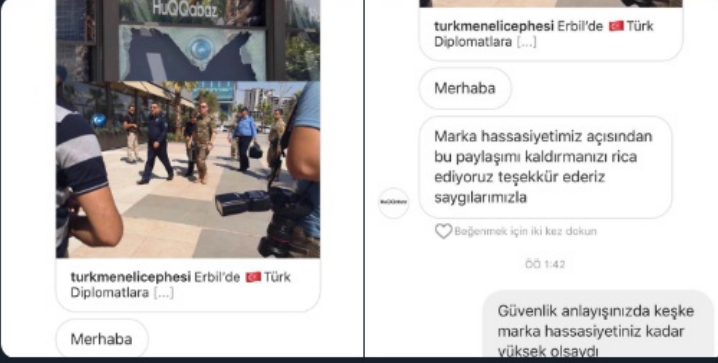 HuQQabaz
turkmenelicephesi Erbil'de 🇹🇷 Türk
Diplomatlara [...]
Merhaba
turkmenelicephesi Erbil'de 🇹🇷 Türk
Diplomatlara [...]
Merhaba
Marka hassasiyetimiz açısından
bu paylaşımı kaldırmanızı rica
ediyoruz teşekkür ederiz
saygılarımızla
HuQQabaz
Beğenmek için iki kez dokun
ÖÖ 1:42
Güvenlik anlayışınızda keşke
marka hassasiyetiniz kadar
yüksek olsaydı